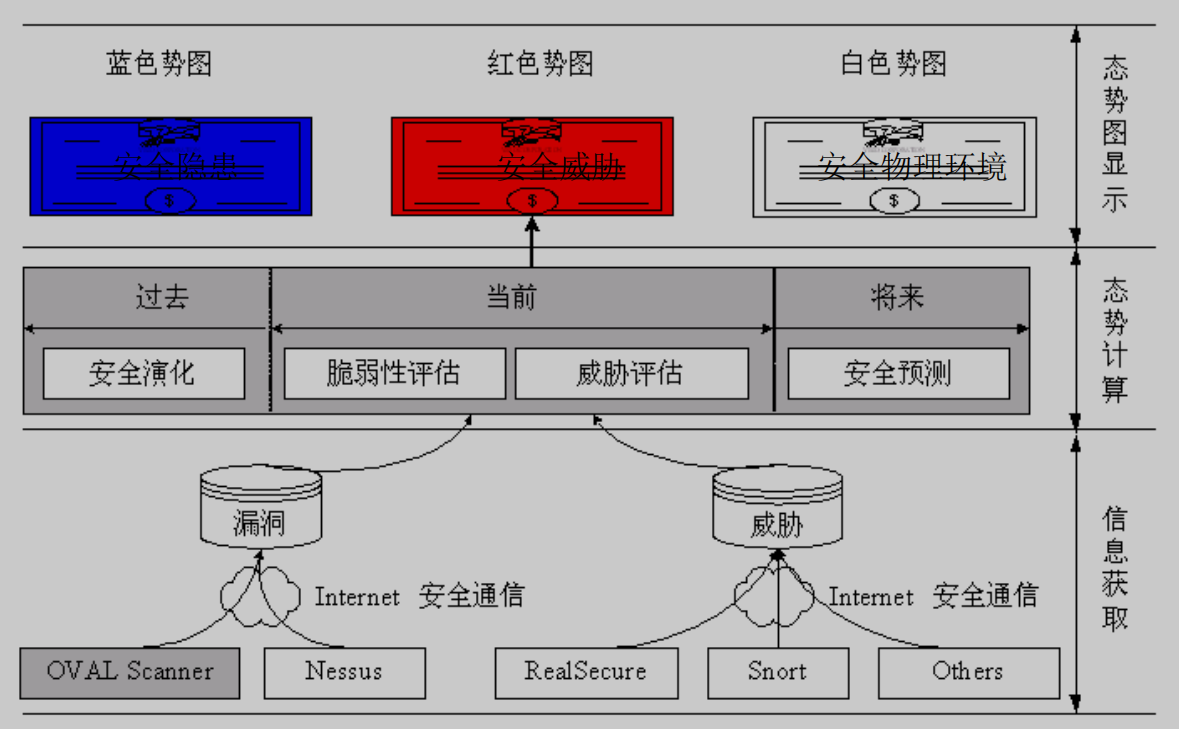 蓝色势图 红色势图 白色势图
安全隐患 安全威胁 安全物理环境
$ $ $
态势图显示
过去 当前 将来
安全演化 脆弱性评估 威胁评估 安全预测
态势计算
漏洞 威胁
Internet 安全通信 Internet 安全通信
信息获取
OVAL Scanner Nessus RealSecure Snort Others